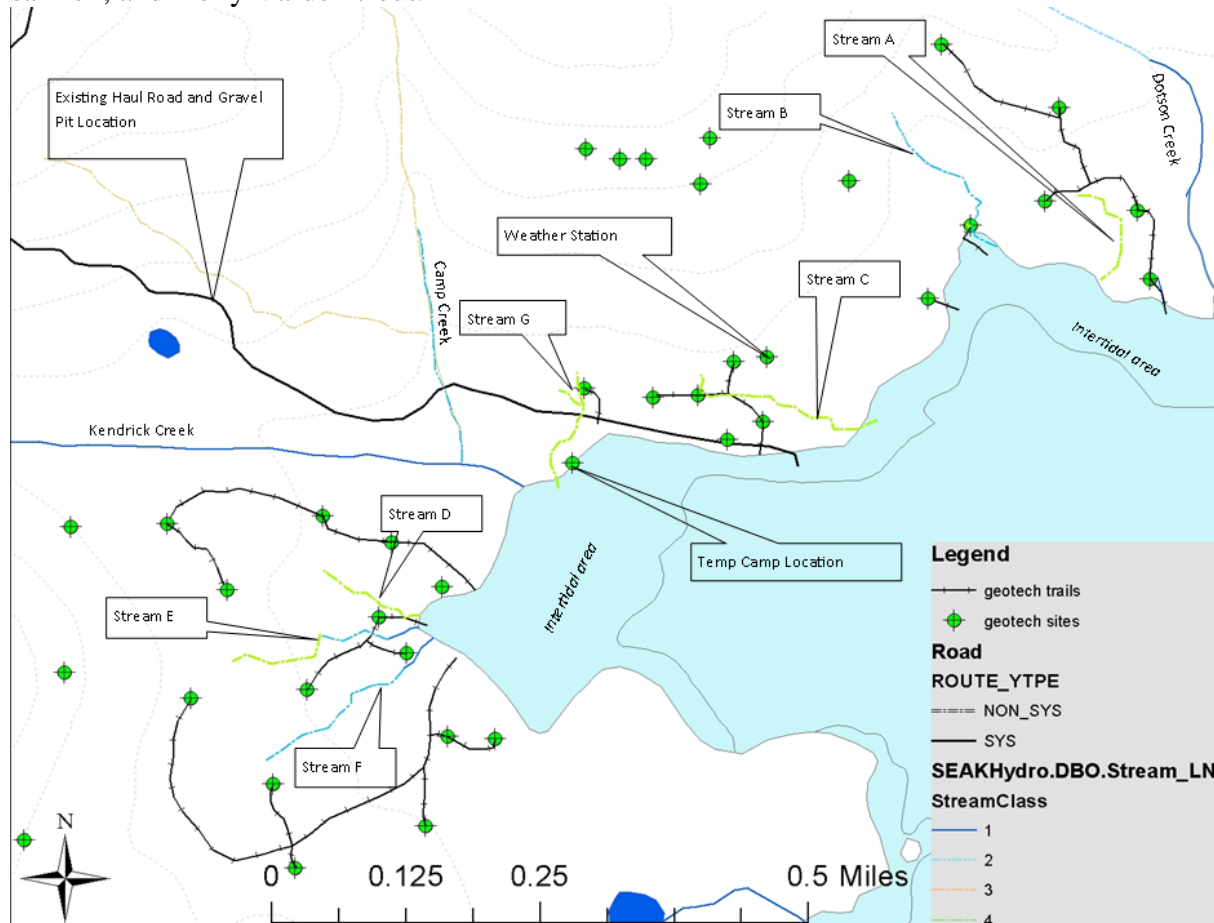 Stream A
Existing Haul Road and Gravel
Pit Location
Stream B
Dotson Creek
Weather Station
Stream C
Camp Creek
Stream G
Intertidal area
Kendrick Creek
Stream D
Temp Camp Location
Intertidal area
Stream E
Stream F
N
0 0.125 0.25 0.5 Miles
Legend
geotech trails
geotech sites
Road
ROUTE_YTPE
NON_SYS
SYS
SEAKHydro.DBO.Stream_LN
StreamClass
1
2
3
4